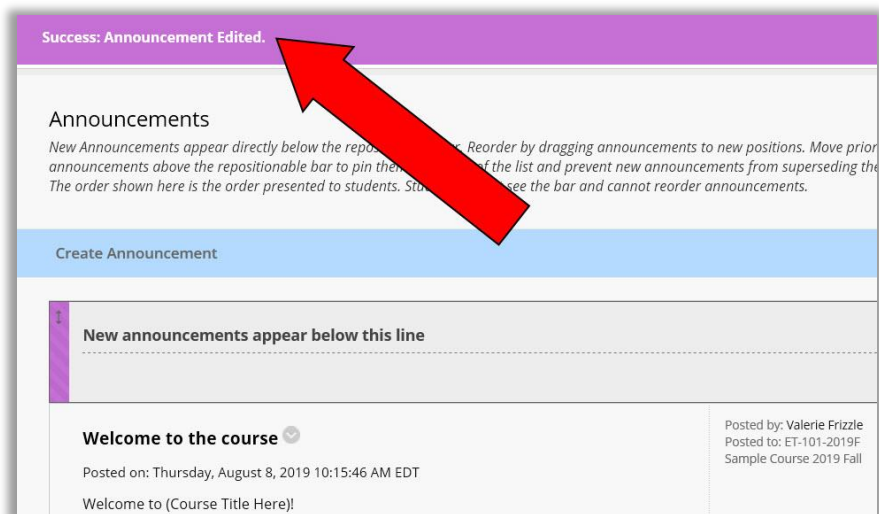 Success: Announcement Edited.
Announcements
New Announcements appear directly below the repos r. Reorder by dragging announcements to new positions. Move prior
announcements above the repositionable bar to pin the of the list and prevent new announcements from superseding the
The order shown here is the order presented to students. see the bar and cannot reorder announcements.
Create Announcement
New announcements appear below this line
Welcome to the course
Posted on: Thursday, August 8, 2019 10:15:46 AM EDT
Welcome to (Course Title Here)!
Posted by: Valerie Frizzle
Posted to: ET-101-2019F
Sample Course 2019 Fall